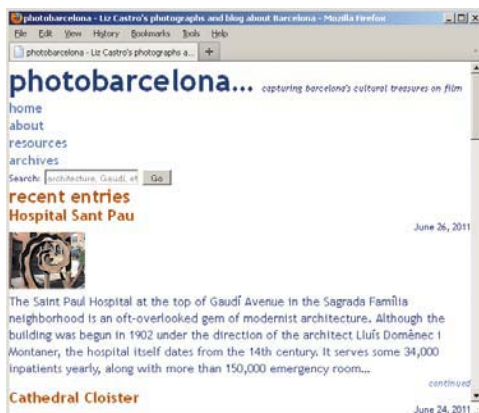 photobarcelona - Liz Castro's photographs and blog about Barcelona - Mozilla Firefox
File Edit View History Bookmarks Tools Help
photobarcelona - Liz Castro's photographs a... +
photobarcelona... capturing barcelona's cultural treasures on film
home
about
resources
archives
Search: architecture, Gaudí, et Go
recent entries
Hospital Sant Pau
June 26, 2011
The Saint Paul Hospital at the top of Gaudí Avenue in the Sagrada Família
neighborhood is an oft-overlooked gem of modernist architecture. Although the
building was begun in 1902 under the direction of the architect Lluís Domènec i
Montaner, the hospital itself dates from the 14th century. It serves some 34,000
inpatients yearly, along with more than 150,000 emergency room...
continued
Cathedral Cloister
June 24, 2011